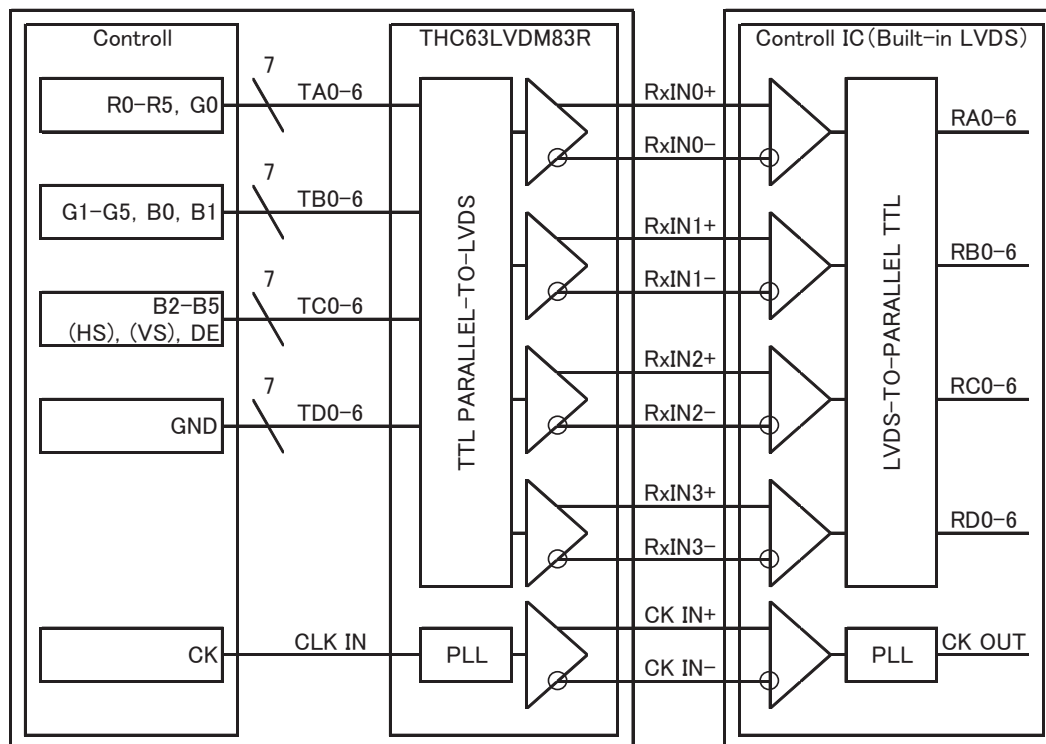 Controll
THC63LVDM83R
Controll IC(Built-in LVDS)
7
R0-R5, G0
TA0-6
RxIN0+
RxIN0-
RA0-6
7
G1-G5, B0, B1
TB0-6
RxIN1+
RxIN1-
RB0-6
7
B2-B5
(HS), (VS), DE
TC0-6
RxIN2+
RxIN2-
RC0-6
7
GND
TD0-6
RxIN3+
RxIN3-
RD0-6
TTL PARALLEL-TO-LVDS
LVDS-TO-PARALLEL TTL
CK
CLK IN
PLL
CK IN+
CK IN-
PLL
CK OUT